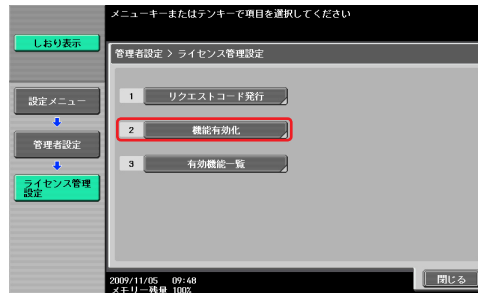 メニューキーまたはテンキーで項目を選択してください
しおり表示
管理者設定 > ライセンス管理設定
設定メニュー
管理者設定
ライセンス管理
設定
1 リクエストコード発行
2 機能有効化
3 有効機能一覧
2009/11/05 09:48
メモリー残量 100%
閉じる